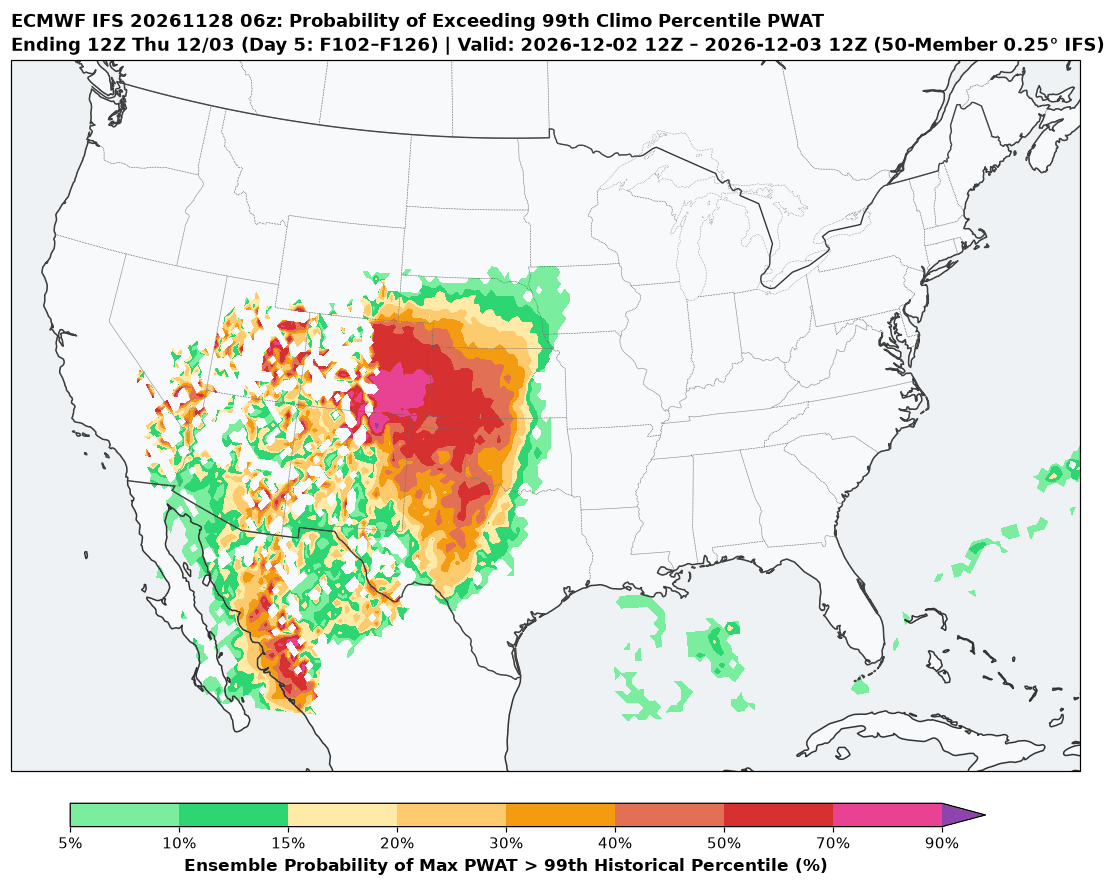 ECMWF IFS 20261128 06z: Probability of Exceeding 99th Climo Percentile PWAT
Ending 12Z Thu 12/03 (Day 5: F102–F126) | Valid: 2026-12-02 12Z – 2026-12-03 12Z (50-Member 0.25° IFS)
5% 10% 15% 20% 30% 40% 50% 70% 90%
Ensemble Probability of Max PWAT > 99th Historical Percentile (%)